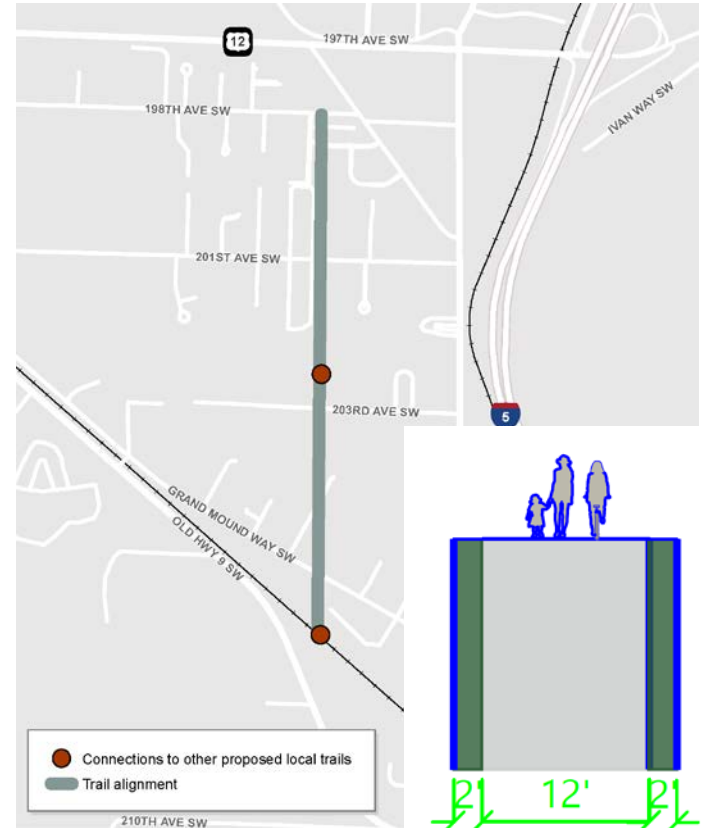 12
197TH AVE SW
198TH AVE SW
IVAN WAY SW
201ST AVE SW
203RD AVE SW
5
GRAND MOUND WAY SW
OLD HWY 9 SW
Connections to other proposed local trails
Trail alignment
210TH AVE SW
2' 12' 2'